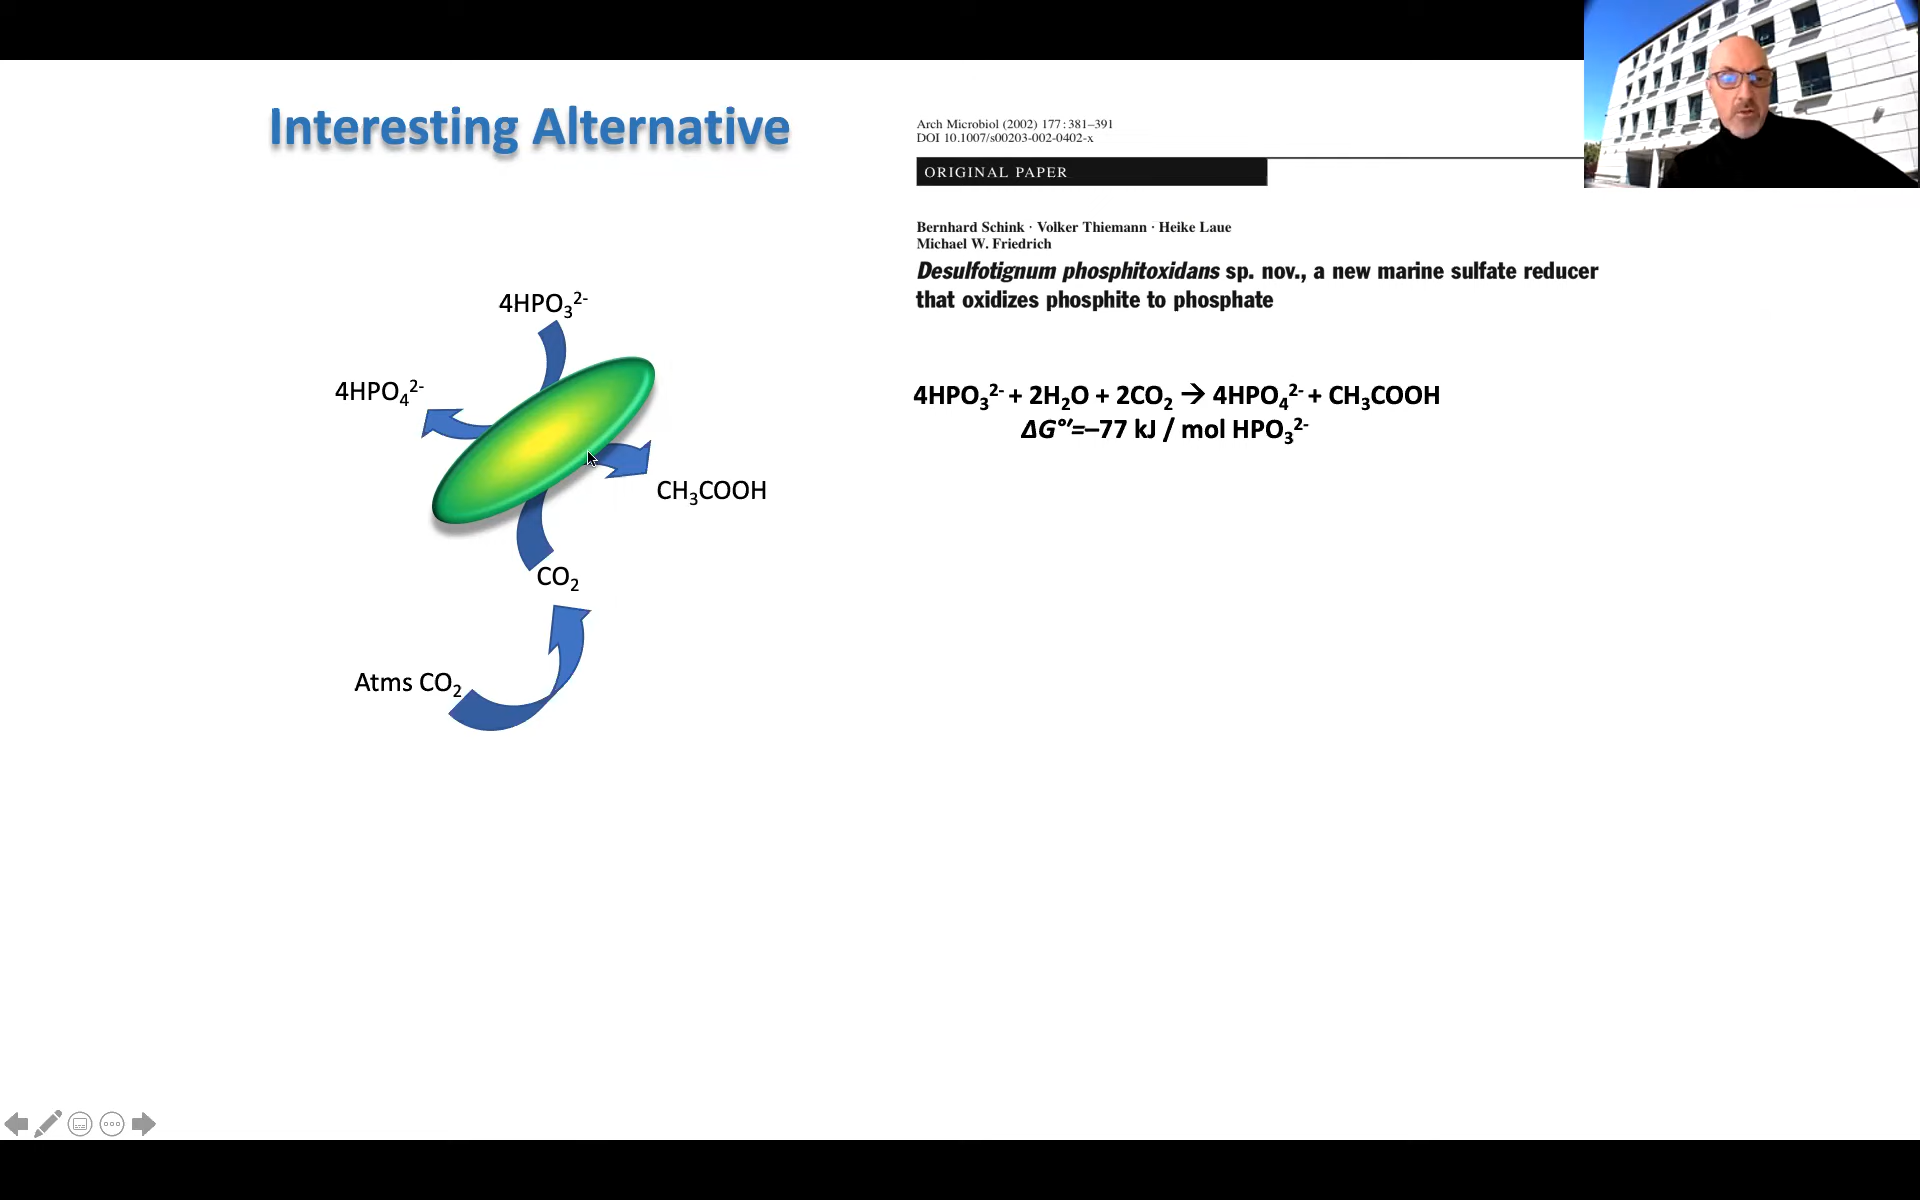 Interesting Alternative
Arch Microbiol (2002) 177:381–391
DOI 10.1007/s00203-002-0402-x
ORIGINAL PAPER
Bernhard Schink · Volker Thiemann · Heike Laue
Michael W. Friedrich
Desulfotignum phosphitoxidans sp. nov., a new marine sulfate reducer
that oxidizes phosphite to phosphate
4HPO₃²⁻ + 2H₂O + 2CO₂ → 4HPO₄²⁻ + CH₃COOH
ΔG°′=–77 kJ / mol HPO₃²⁻
4HPO₃²⁻
4HPO₄²⁻
CH₃COOH
CO₂
Atms CO₂